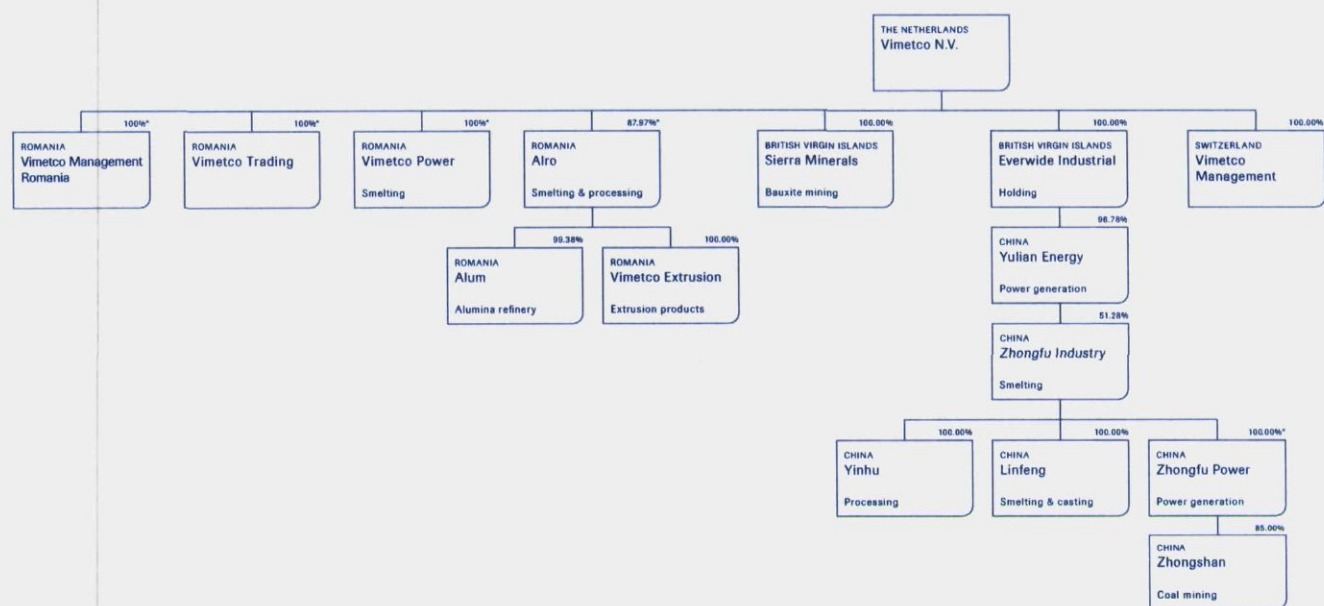 THE NETHERLANDS
Vimetco N.V.
100%*
ROMANIA
Vimetco Management
Romania
100%*
ROMANIA
Vimetco Trading
100%*
ROMANIA
Vimetco Power
Smelting
87.97%*
ROMANIA
Alro
Smelting & processing
100.00%
BRITISH VIRGIN ISLANDS
Sierra Minerals
Bauxite mining
100.00%
BRITISH VIRGIN ISLANDS
Everwide Industrial
Holding
100.00%
SWITZERLAND
Vimetco
Management
99.38%
ROMANIA
Alum
Alumina refinery
100.00%
ROMANIA
Vimetco Extrusion
Extrusion products
96.78%
CHINA
Yulian Energy
Power generation
51.28%
CHINA
Zhongfu Industry
Smelting
100.00%
CHINA
Yinhu
Processing
100.00%
CHINA
Linfeng
Smelting & casting
100.00%*
CHINA
Zhongfu Power
Power generation
85.00%
CHINA
Zhongshan
Coal mining